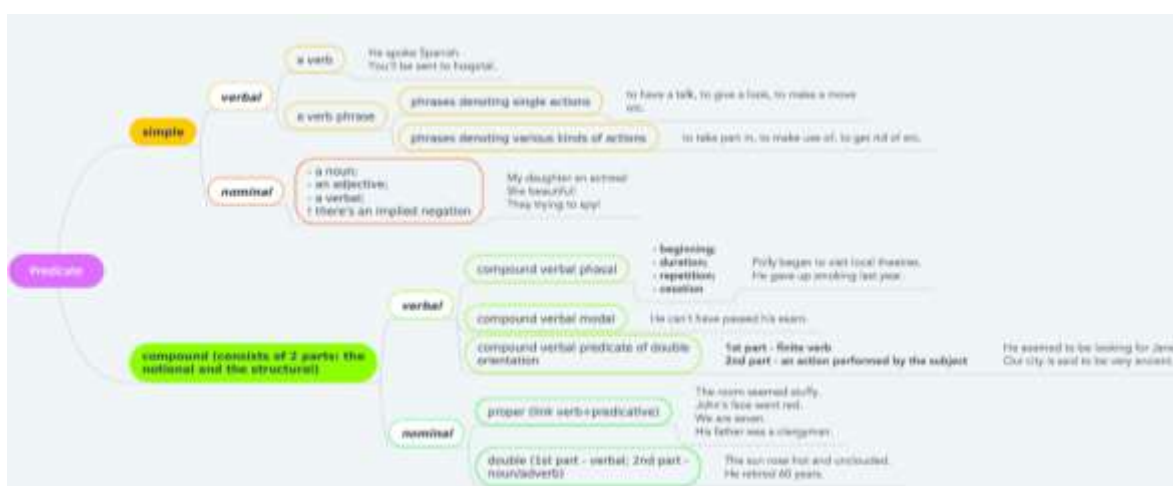 Predicate
simple
verbal
a verb
He spoke Spanish.
You'll be sent to hospital.
a verb phrase
phrases denoting single actions
to have a talk, to give a look, to make a move
etc.
phrases denoting various kinds of actions
to take part in, to make use of, to get rid of etc.
nominal
- a noun;
- an adjective;
- a verbal;
! there's an implied negation
My daughter an actress!
She beautiful!
They trying to spy!
compound (consists of 2 parts: the
notional and the structural)
verbal
compound verbal phasal
- beginning;
- duration;
- repetition;
- cessation
Polly began to visit local theatres.
He gave up smoking last year.
compound verbal modal
He can't have passed his exam.
compound verbal predicate of double
orientation
1st part - finite verb
2nd part - an action performed by the subject
He seemed to be looking for Jane
Our city is said to be very ancient
nominal
proper (link verb+predicative)
The room seemed stuffy.
John's face went red.
We are seven.
His father was a clergyman.
double (1st part - verbal; 2nd part -
noun/adverb)
The sun rose hot and unclouded.
He retired 60 years.